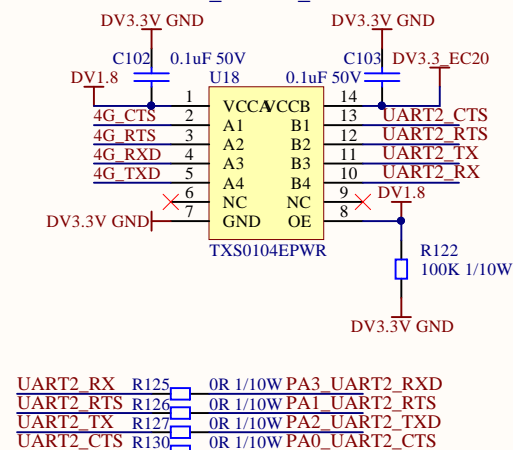 DV3.3V GND
DV3.3V GND
C102
0.1uF 50V
C103
DV3.3_EC20
DV1.8
U18
0.1uF 50V
1
VCCA
VCCB
14
4G_CTS
2
A1
B1
13
UART2_CTS
4G_RTS
3
A2
B2
12
UART2_RTS
4G_RXD
4
A3
B3
11
UART2_TX
4G_TXD
5
A4
B4
10
UART2_RX
6
NC
NC
9
DV1.8
DV3.3V GND
7
GND
OE
8
TXS0104EPWR
R122
100K 1/10W
DV3.3V GND
UART2_RX R125 0R 1/10W PA3_UART2_RXD
UART2_RTS R126 0R 1/10W PA1_UART2_RTS
UART2_TX R127 0R 1/10W PA2_UART2_TXD
UART2_CTS R130 0R 1/10W PA0_UART2_CTS